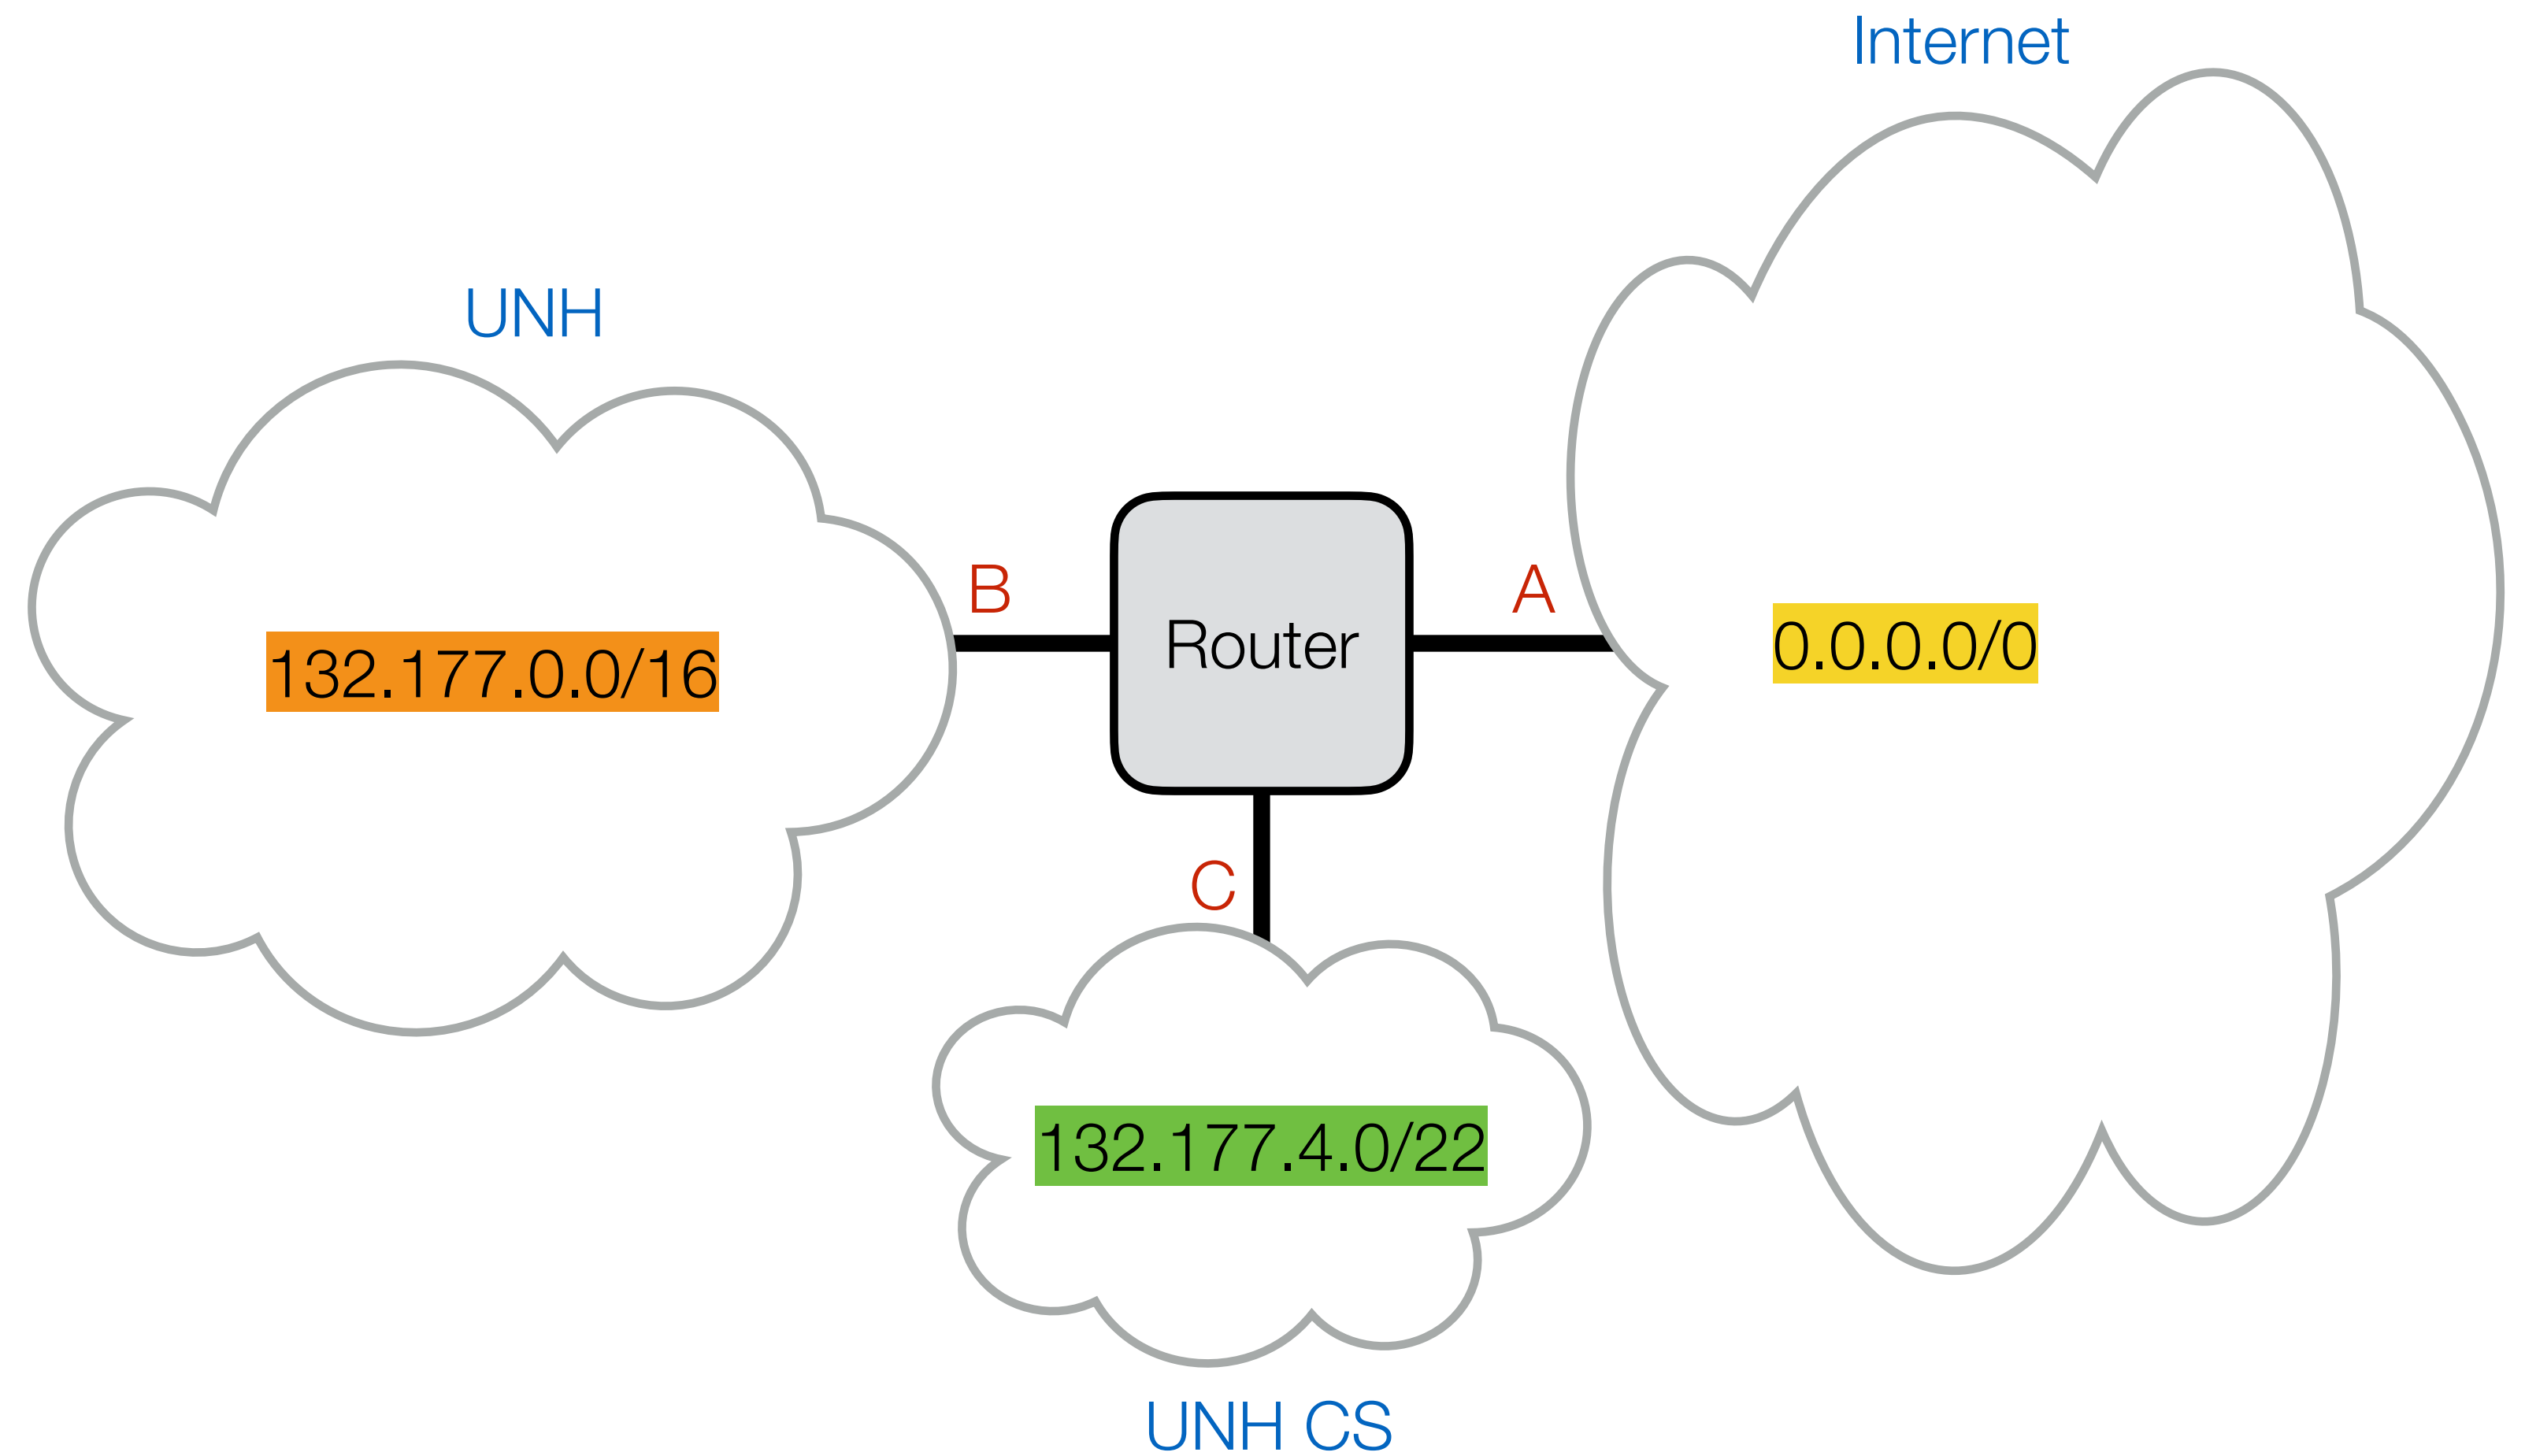 Internet
UNH
B
A
Router
0.0.0.0/0
132.177.0.0/16
C
132.177.4.0/22
UNH CS